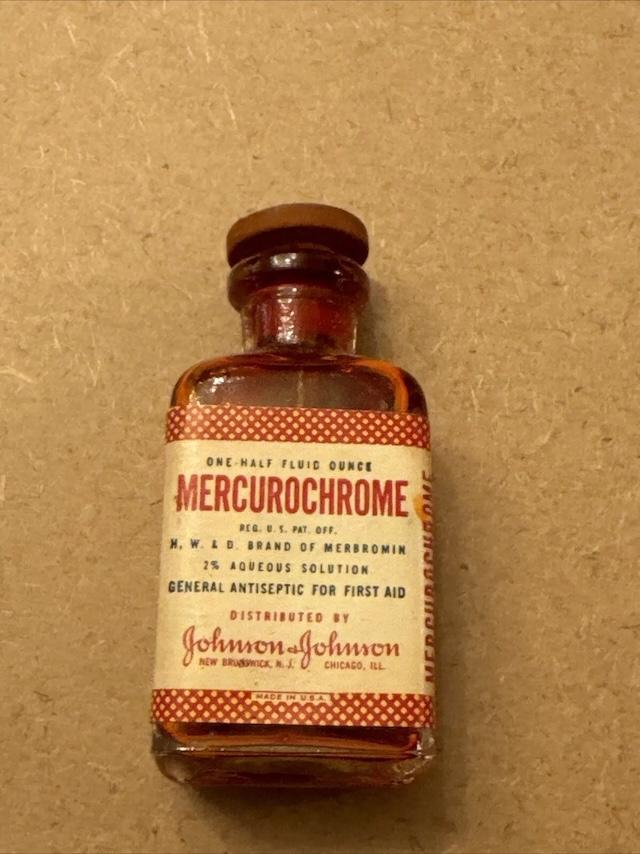 ONE-HALF FLUID OUNCE
MERCUROCHROME
REG. U. S. PAT. OFF.
H. W. & D. BRAND OF MERBROMIN
2% AQUEOUS SOLUTION
GENERAL ANTISEPTIC FOR FIRST AID
DISTRIBUTED BY
Johnson & Johnson
NEW BRUNSWICK, N. J. CHICAGO, ILL.
MADE IN U.S.A.
MERCUROCHROME